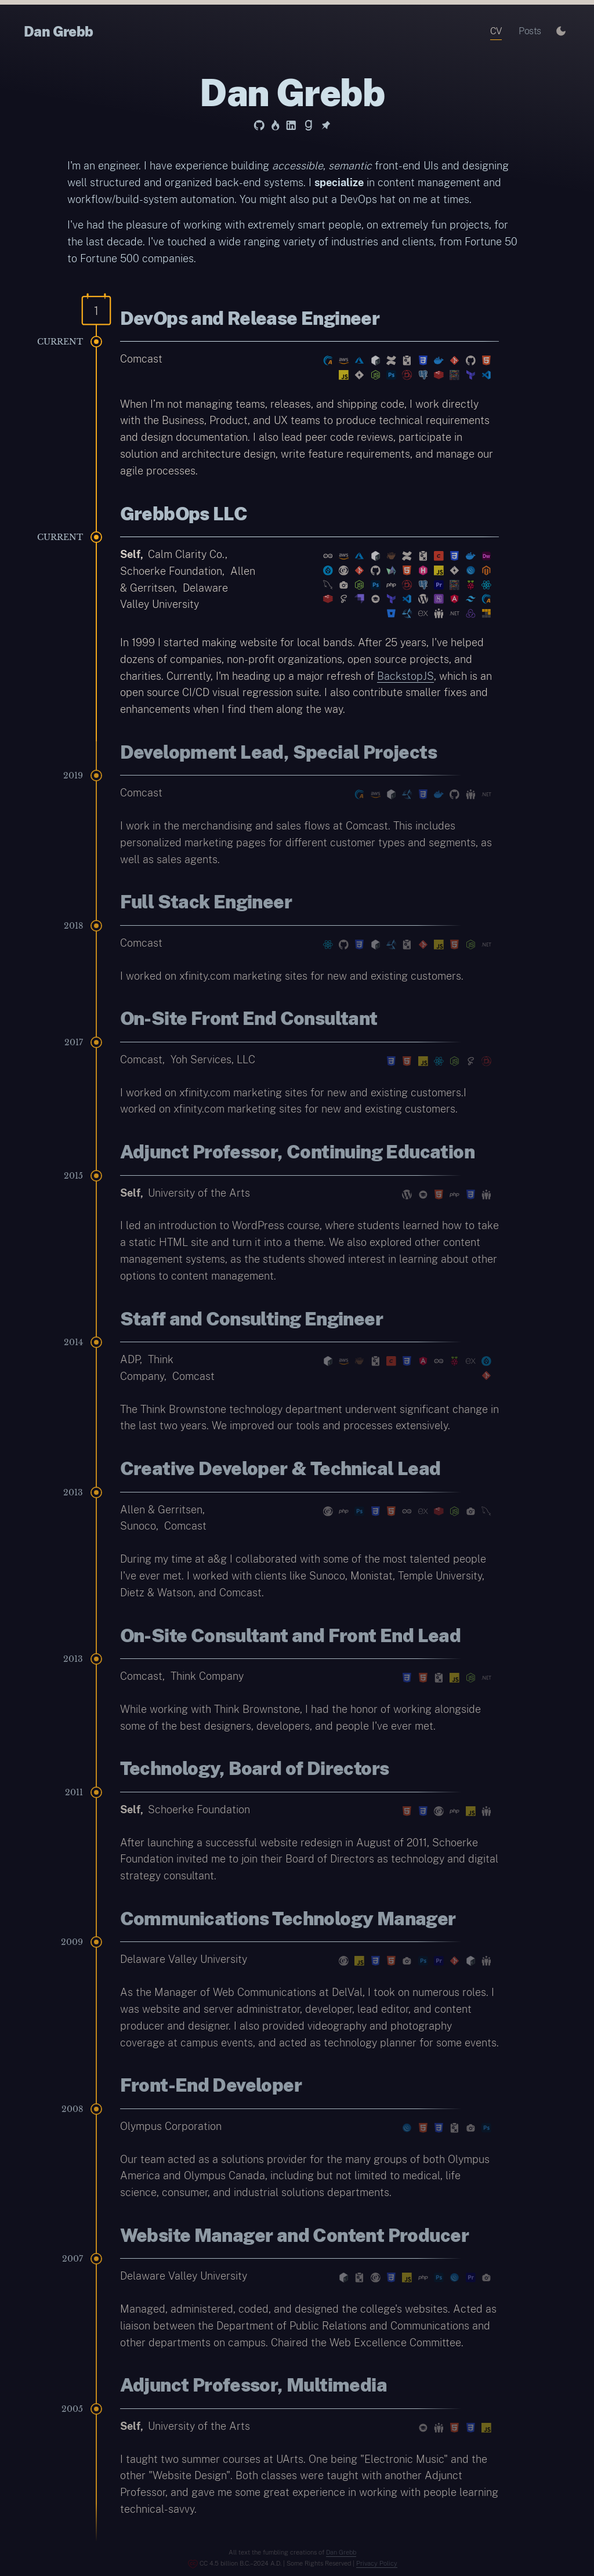 Dan Grebb
CV Posts
Dan Grebb
I'm an engineer. I have experience building accessible, semantic front-end UIs and designing
well structured and organized back-end systems. I specialize in content management and
workflow/build-system automation. You might also put a DevOps hat on me at times.
I've had the pleasure of working with extremely smart people, on extremely fun projects, for
the last decade. I've touched a wide ranging variety of industries and clients, from Fortune 50
to Fortune 500 companies.
1
DevOps and Release Engineer
CURRENT
Comcast
When I'm not managing teams, releases, and shipping code, I work directly
with the Business, Product, and UX teams to produce technical requirements
and design documentation. I also lead peer code reviews, participate in
solution and architecture design, write feature requirements, and manage our
agile processes.
GrebbOps LLC
CURRENT
Self, Calm Clarity Co.,
Schoerke Foundation, Allen
& Gerritsen, Delaware
Valley University
In 1999 I started making website for local bands. After 25 years, I've helped
dozens of companies, non-profit organizations, open source projects, and
charities. Currently, I'm heading up a major refresh of BackstopJS, which is an
open source CI/CD visual regression suite. I also contribute smaller fixes and
enhancements when I find them along the way.
Development Lead, Special Projects
2019
Comcast
I work in the merchandising and sales flows at Comcast. This includes
personalized marketing pages for different customer types and segments, as
well as sales agents.
Full Stack Engineer
2018
Comcast
I worked on xfinity.com marketing sites for new and existing customers.
On-Site Front End Consultant
2017
Comcast, Yoh Services, LLC
I worked on xfinity.com marketing sites for new and existing customers.I
worked on xfinity.com marketing sites for new and existing customers.
Adjunct Professor, Continuing Education
2015
Self, University of the Arts
I led an introduction to WordPress course, where students learned how to take
a static HTML site and turn it into a theme. We also explored other content
management systems, as the students showed interest in learning about other
options to content management.
Staff and Consulting Engineer
2014
ADP, Think
Company, Comcast
The Think Brownstone technology department underwent significant change in
the last two years. We improved our tools and processes extensively.
Creative Developer & Technical Lead
2013
Allen & Gerritsen,
Sunoco, Comcast
During my time at a&g I collaborated with some of the most talented people
I've ever met. I worked with clients like Sunoco, Monistat, Temple University,
Dietz & Watson, and Comcast.
On-Site Consultant and Front End Lead
2013
Comcast, Think Company
While working with Think Brownstone, I had the honor of working alongside
some of the best designers, developers, and people I've ever met.
Technology, Board of Directors
2011
Self, Schoerke Foundation
After launching a successful website redesign in August of 2011, Schoerke
Foundation invited me to join their Board of Directors as technology and digital
strategy consultant.
Communications Technology Manager
2009
Delaware Valley University
As the Manager of Web Communications at DelVal, I took on numerous roles. I
was website and server administrator, developer, lead editor, and content
producer and designer. I also provided videography and photography
coverage at campus events, and acted as technology planner for some events.
Front-End Developer
2008
Olympus Corporation
Our team acted as a solutions provider for the many groups of both Olympus
America and Olympus Canada, including but not limited to medical, life
science, consumer, and industrial solutions departments.
Website Manager and Content Producer
2007
Delaware Valley University
Managed, administered, coded, and designed the college's websites. Acted as
liaison between the Department of Public Relations and Communications and
other departments on campus. Chaired the Web Excellence Committee.
Adjunct Professor, Multimedia
2005
Self, University of the Arts
I taught two summer courses at UArts. One being "Electronic Music" and the
other "Website Design". Both classes were taught with another Adjunct
Professor, and gave me some great experience in working with people learning
technical-savvy.
All text the fumbling creations of Dan Grebb
CC 4.5 billion B.C.-2024 A.D. | Some Rights Reserved | Privacy Policy